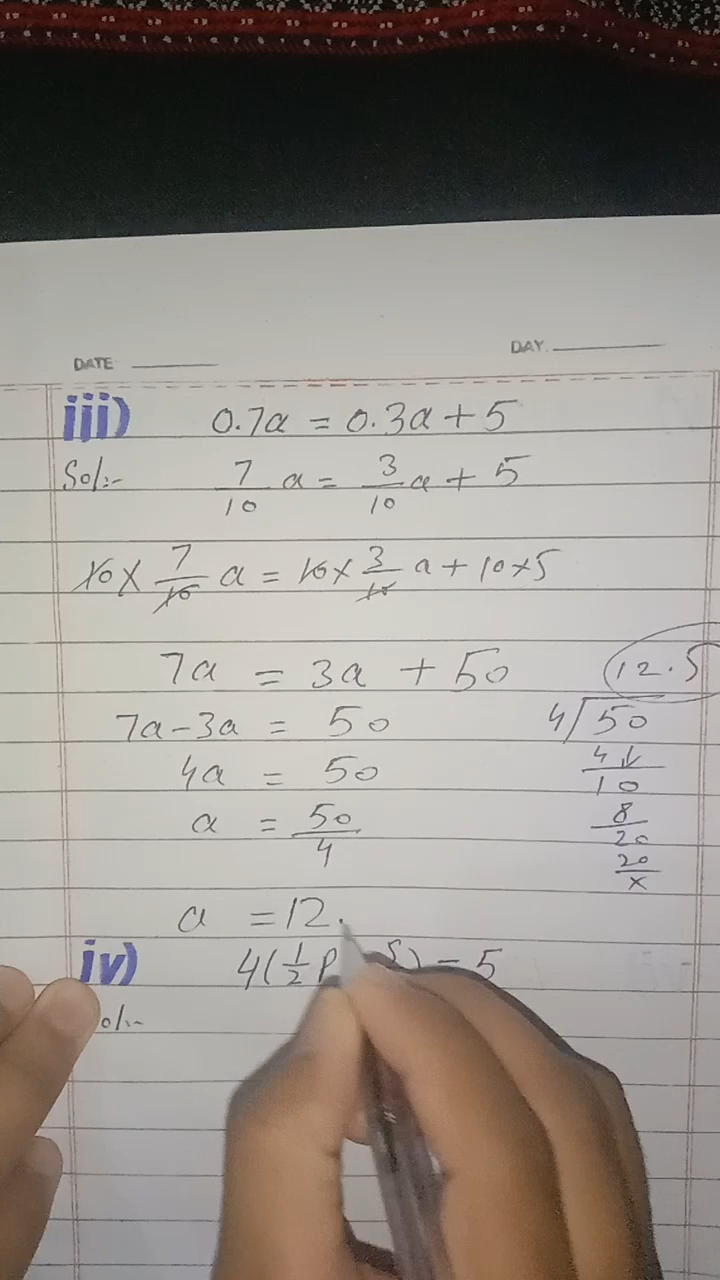 DATE DAY.
iii) 0.7a = 0.3a + 5
Sol:- 7/10 a = 3/10 a + 5
10 × 7/10 a = 10 × 3/10 a + 10 × 5
7a = 3a + 50
7a - 3a = 50
4a = 50
a = 50/4
a = 12.
12.5
4 50
4↓
10
8
20
20
×
iv) 4(1/2 P 5) = 5
ol:-